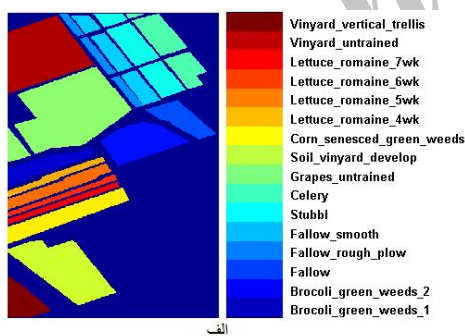 Vinyard_vertical_trellis
Vinyard_untrained
Lettuce_romaine_7wk
Lettuce_romaine_6wk
Lettuce_romaine_5wk
Lettuce_romaine_4wk
Corn_senesced_green_weeds
Soil_vinyard_develop
Grapes_untrained
Celery
Stubbl
Fallow_smooth
Fallow_rough_plow
Fallow
Brocoli_green_weeds_2
Brocoli_green_weeds_1
الف